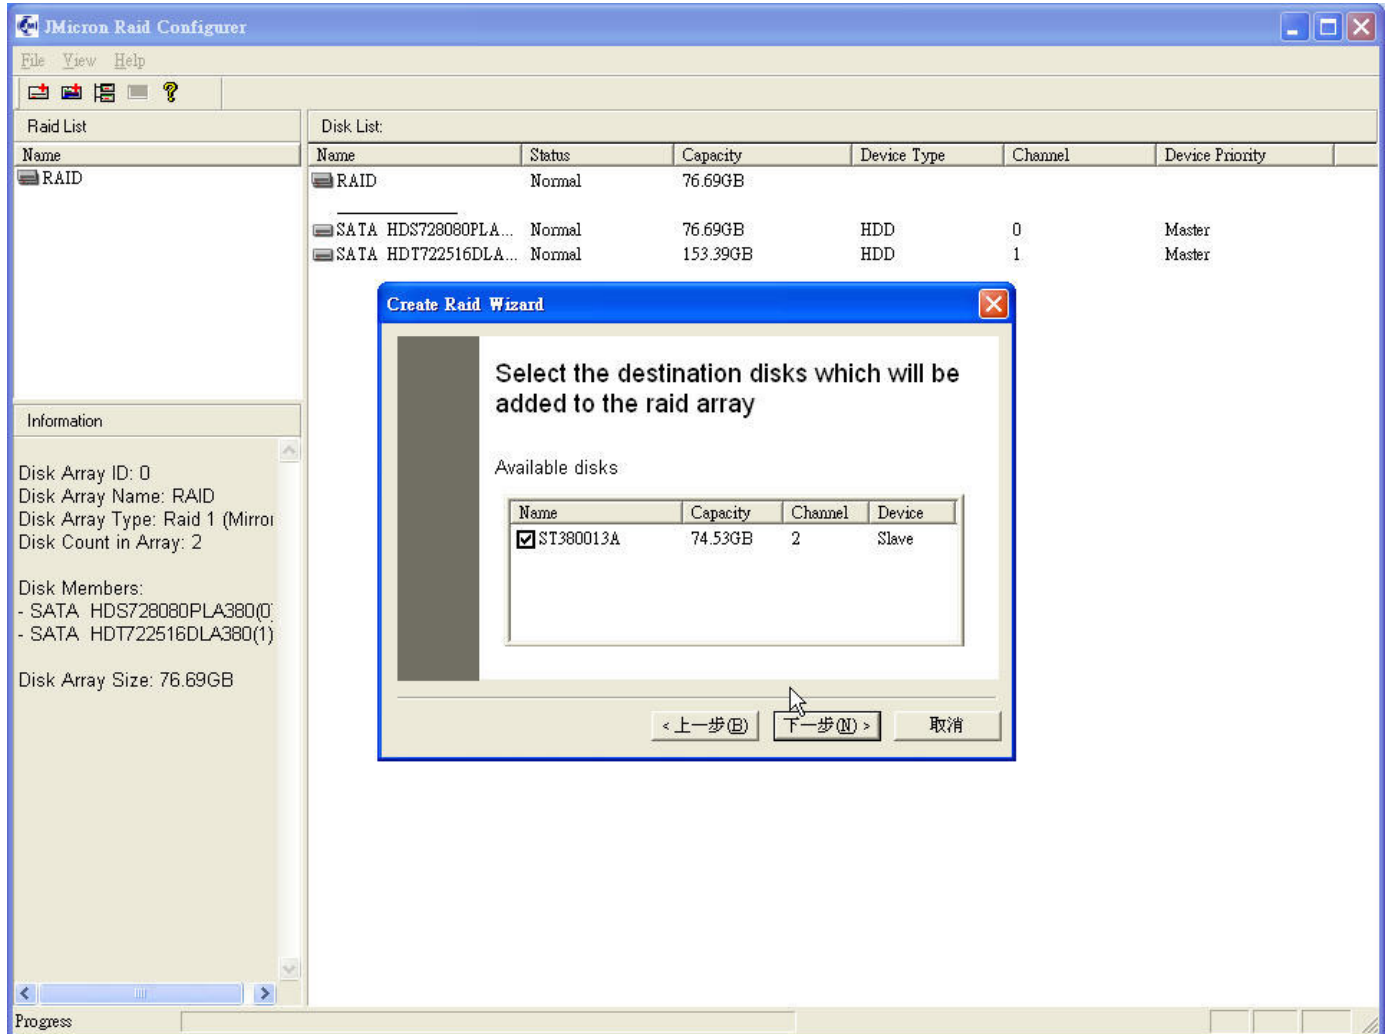 JMicron Raid Configurer
File View Help
Raid List
Disk List:
Name
Name Status Capacity Device Type Channel Device Priority
RAID
RAID Normal 76.69GB
SATA HDS728080PLA... Normal 76.69GB HDD 0 Master
SATA HDT722516DLA... Normal 153.39GB HDD 1 Master
Create Raid Wizard
Select the destination disks which will be
added to the raid array
Available disks
Name Capacity Channel Device
ST380013A 74.53GB 2 Slave
<上一步(B) 下一步(N)> 取消
Information
Disk Array ID: 0
Disk Array Name: RAID
Disk Array Type: Raid 1 (Mirror
Disk Count in Array: 2
Disk Members:
- SATA HDS728080PLA380(0)
- SATA HDT722516DLA380(1)
Disk Array Size: 76.69GB
Progress